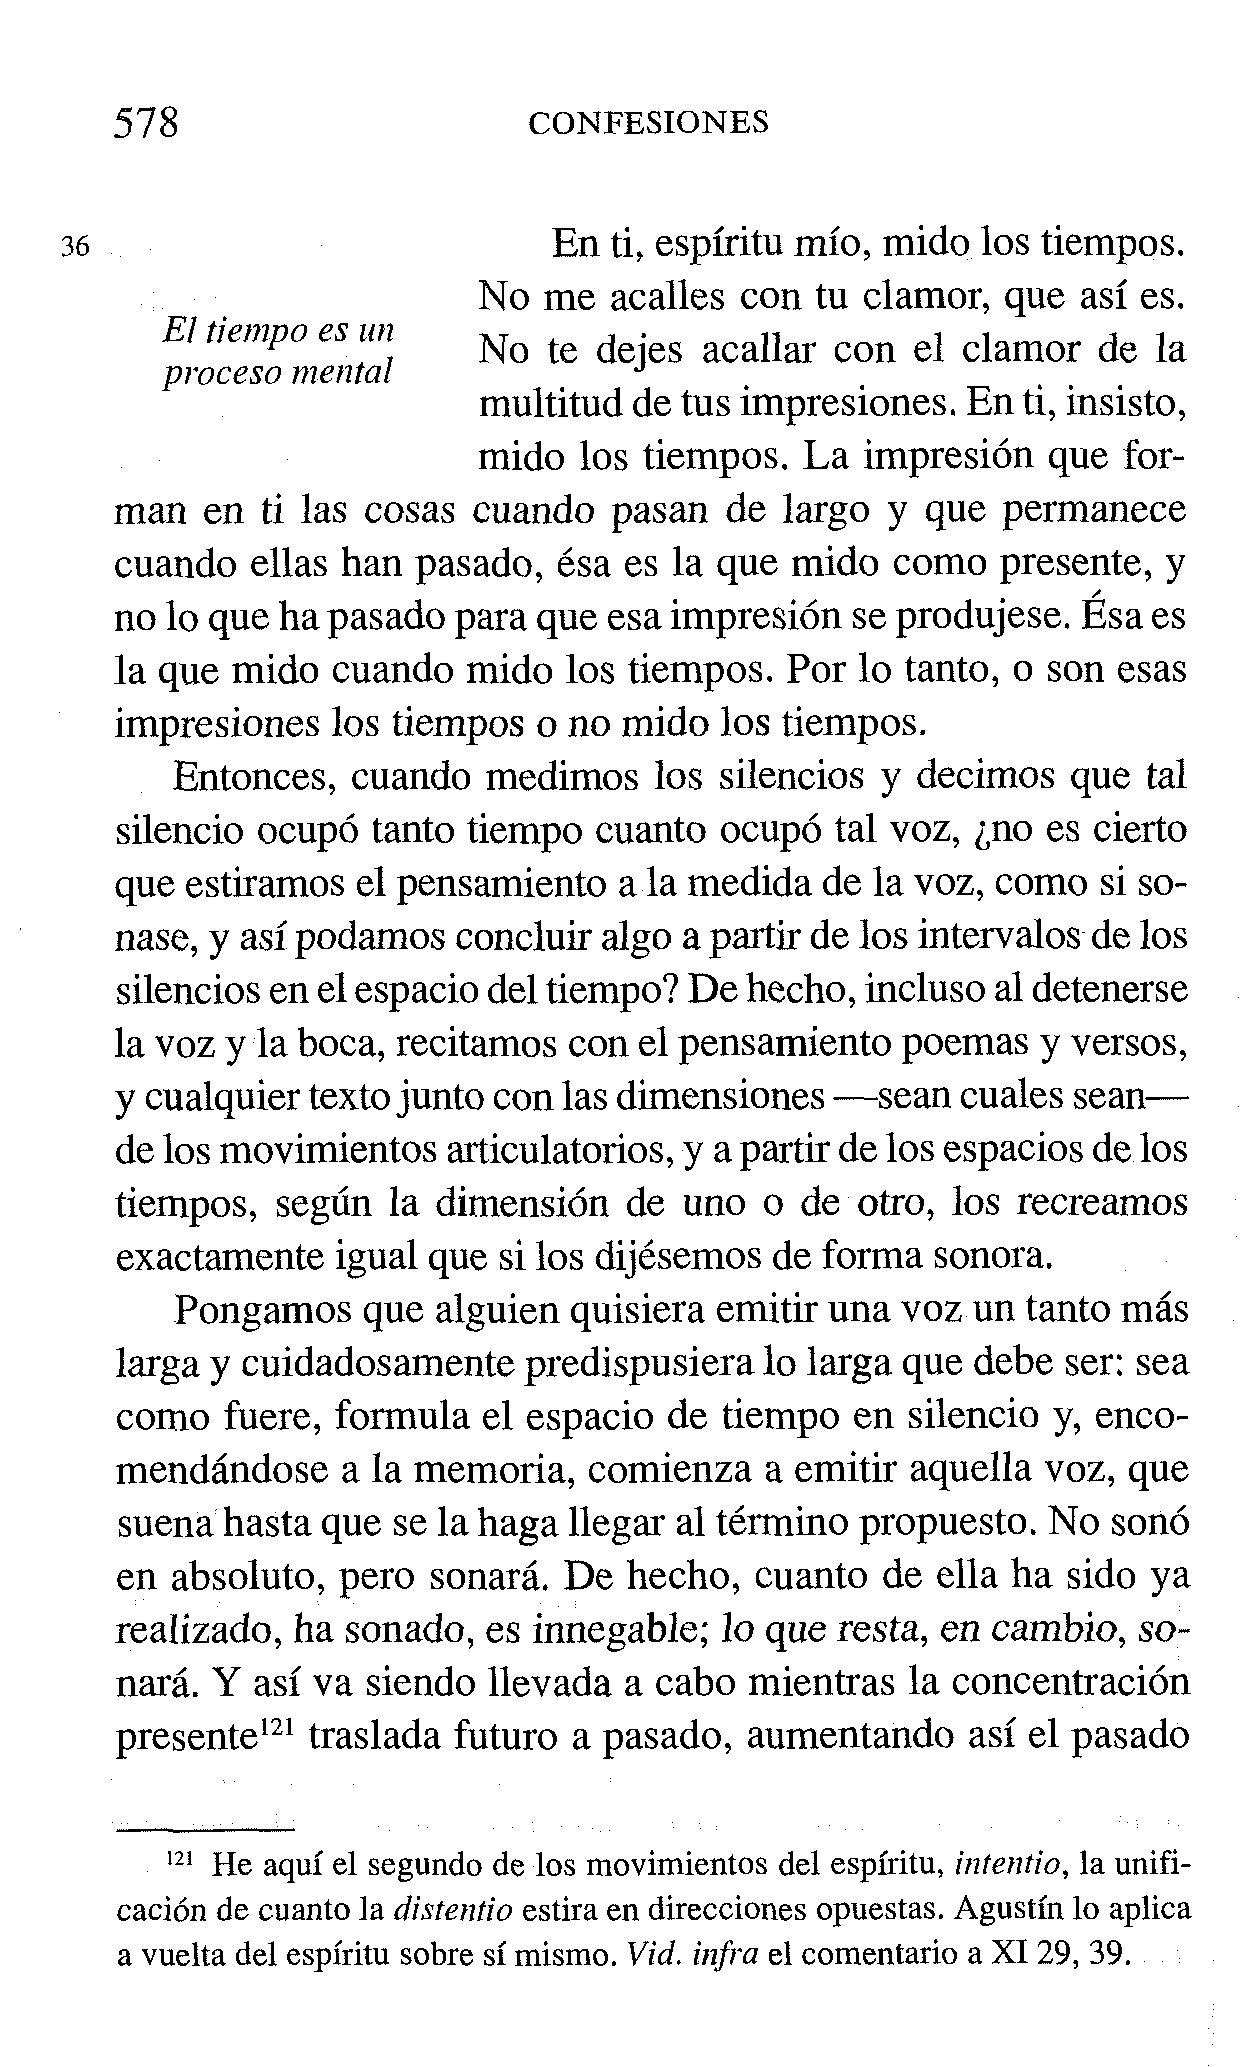 578 CONFESIONES
36
El tiempo es un
proceso mental
En ti, espíritu mío, mido los tiempos.
No me acalles con tu clamor, que así es.
No te dejes acallar con el clamor de la
multitud de tus impresiones. En ti, insisto,
mido los tiempos. La impresión que for-
man en ti las cosas cuando pasan de largo y que permanece
cuando ellas han pasado, ésa es la que mido como presente, y
no lo que ha pasado para que esa impresión se produjese. Ésa es
la que mido cuando mido los tiempos. Por lo tanto, o son esas
impresiones los tiempos o no mido los tiempos.
Entonces, cuando medimos los silencios y decimos que tal
silencio ocupó tanto tiempo cuanto ocupó tal voz, ¿no es cierto
que estiramos el pensamiento a la medida de la voz, como si so-
nase, y así podamos concluir algo a partir de los intervalos de los
silencios en el espacio del tiempo? De hecho, incluso al detenerse
la voz y la boca, recitamos con el pensamiento poemas y versos,
y cualquier texto junto con las dimensiones —sean cuales sean—
de los movimientos articulatorios, y a partir de los espacios de los
tiempos, según la dimensión de uno o de otro, los recreamos
exactamente igual que si los dijésemos de forma sonora.
Pongamos que alguien quisiera emitir una voz un tanto más
larga y cuidadosamente predispusiera lo larga que debe ser: sea
como fuere, formula el espacio de tiempo en silencio y, enco-
mendándose a la memoria, comienza a emitir aquella voz, que
suena hasta que se la haga llegar al término propuesto. No sonó
en absoluto, pero sonará. De hecho, cuanto de ella ha sido ya
realizado, ha sonado, es innegable; lo que resta, en cambio, so-
nará. Y así va siendo llevada a cabo mientras la concentración
presente¹²¹ traslada futuro a pasado, aumentando así el pasado
¹²¹ He aquí el segundo de los movimientos del espíritu, intentio, la unifi-
cación de cuanto la distentio estira en direcciones opuestas. Agustín lo aplica
a vuelta del espíritu sobre sí mismo. Vid. infra el comentario a XI 29, 39.